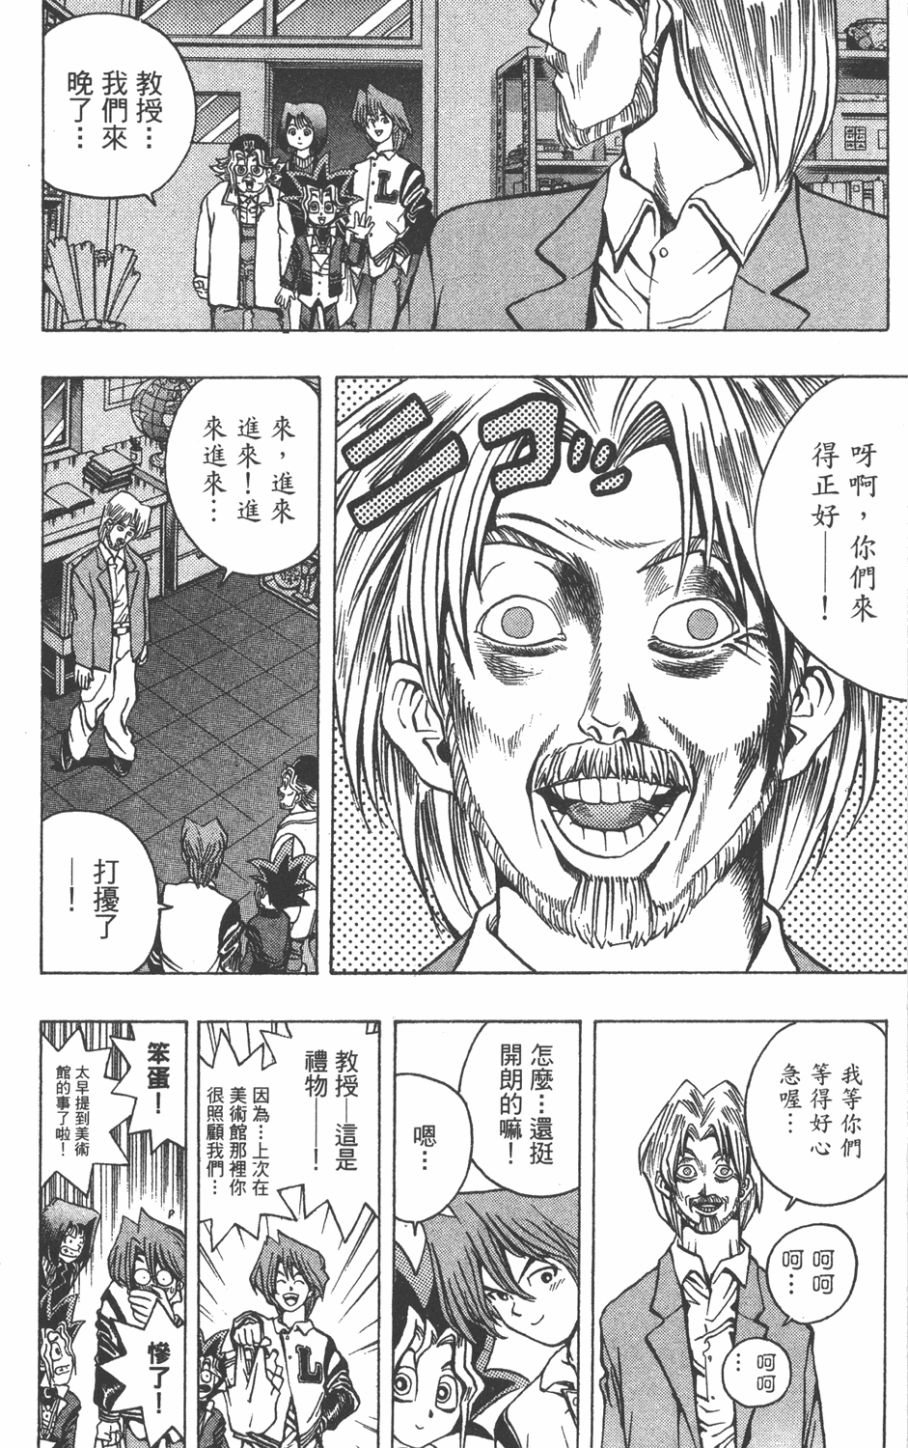 教授…
我們來
晚了…
L
呀啊，你們來
得正好——！
ニコッ
來，進來
進來！進
來進來…
打擾了
——！
我等你們
等得好心
急喔…
呵呵
呵…
呵呵
…
怎麼…還挺
開朗的嘛！
嗯…
教授——這是
禮物——！
因為…上次在
美術館那裡你
很照顧我們…
L
笨蛋！
太早提到美術
館的事了啦！
慘了！